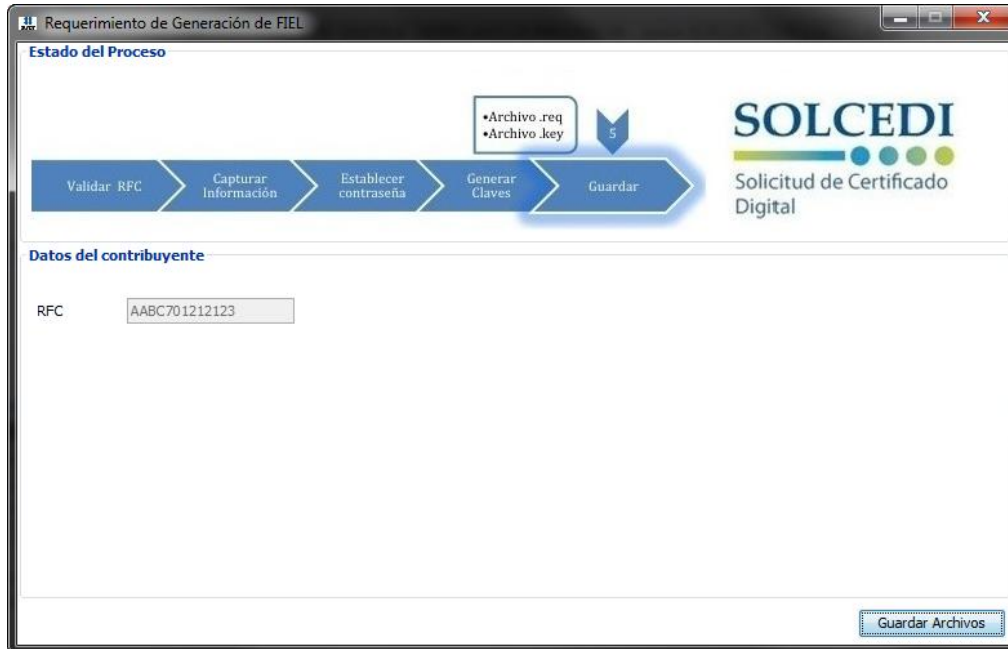 Requerimiento de Generación de FIEL
Estado del Proceso
•Archivo .req
•Archivo .key
5
Validar RFC
Capturar
Información
Establecer
contraseña
Generar
Claves
Guardar
SOLCEDI
Solicitud de Certificado
Digital
Datos del contribuyente
RFC
AABC701212123
Guardar Archivos